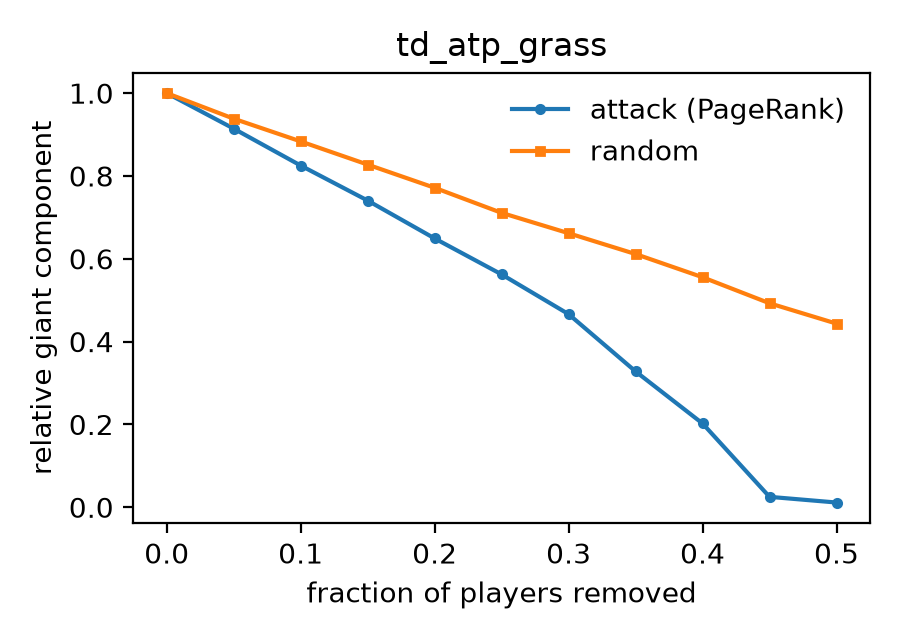 td_atp_grass
attack (PageRank)
random
relative giant component
1.0
0.8
0.6
0.4
0.2
0.0
0.0 0.1 0.2 0.3 0.4 0.5
fraction of players removed